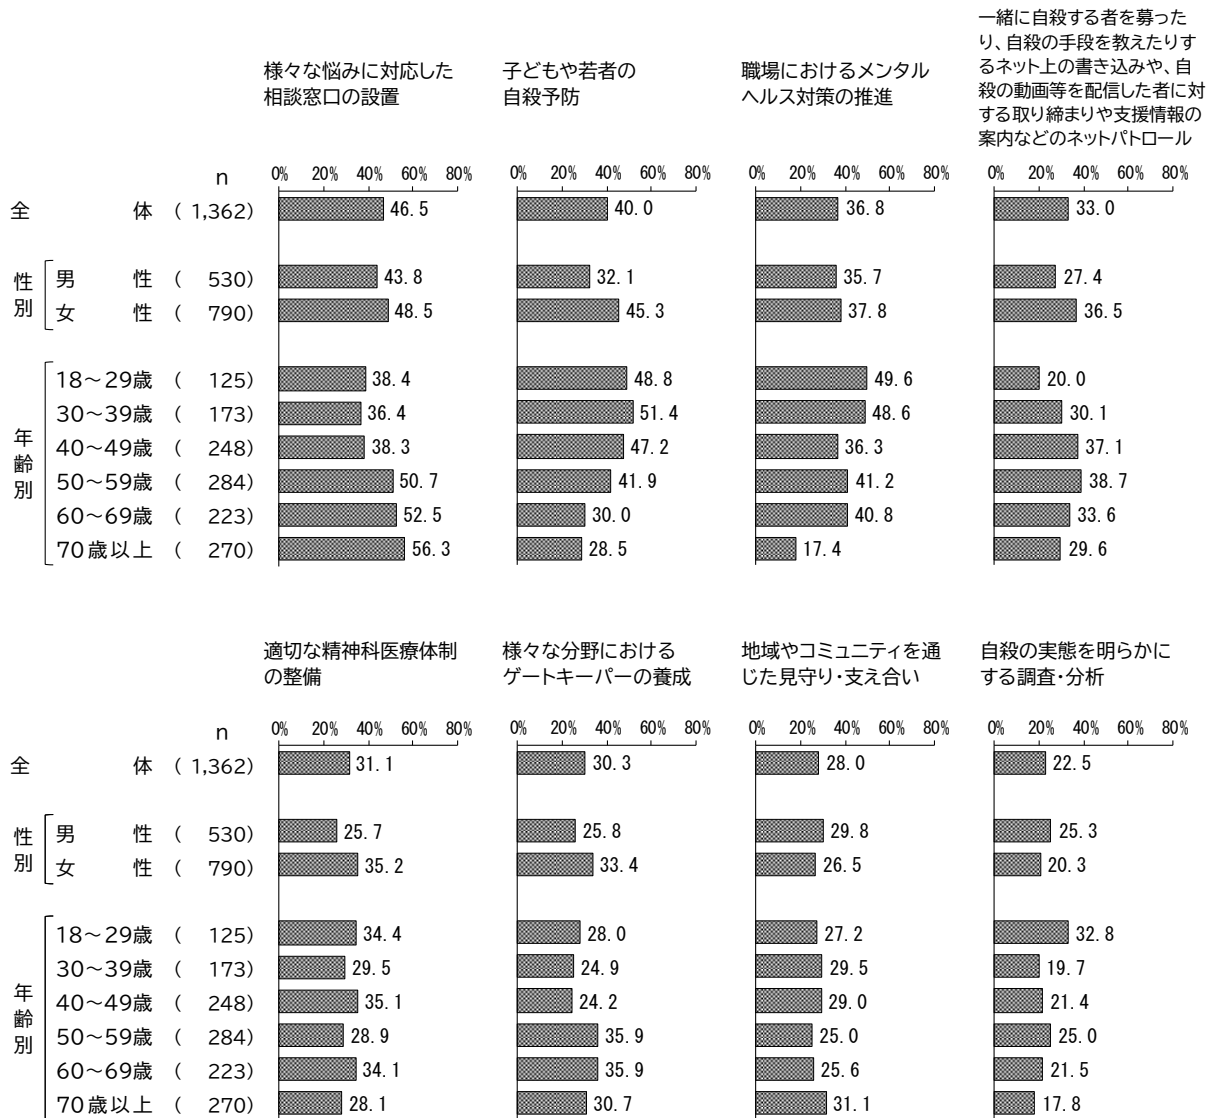 様々な悩みに対応した
相談窓口の設置
子どもや若者の
自殺予防
職場におけるメンタル
ヘルス対策の推進
一緒に自殺する者を募った
り、自殺の手段を教えたりす
るネット上の書き込みや、自
殺の動画等を配信した者に対
する取り締まりや支援情報の
案内などのネットパトロール
n 0% 20% 40% 60% 80% 0% 20% 40% 60% 80% 0% 20% 40% 60% 80% 0% 20% 40% 60% 80%
全体 ( 1,362) 46.5 40.0 36.8 33.0
性別
男性 ( 530) 43.8 32.1 35.7 27.4
女性 ( 790) 48.5 45.3 37.8 36.5
年齢別
18～29歳 ( 125) 38.4 48.8 49.6 20.0
30～39歳 ( 173) 36.4 51.4 48.6 30.1
40～49歳 ( 248) 38.3 47.2 36.3 37.1
50～59歳 ( 284) 50.7 41.9 41.2 38.7
60～69歳 ( 223) 52.5 30.0 40.8 33.6
70歳以上 ( 270) 56.3 28.5 17.4 29.6
適切な精神科医療体制
の整備
様々な分野における
ゲートキーパーの養成
地域やコミュニティを通
じた見守り・支え合い
自殺の実態を明らかに
する調査・分析
n 0% 20% 40% 60% 80% 0% 20% 40% 60% 80% 0% 20% 40% 60% 80% 0% 20% 40% 60% 80%
全体 ( 1,362) 31.1 30.3 28.0 22.5
性別
男性 ( 530) 25.7 25.8 29.8 25.3
女性 ( 790) 35.2 33.4 26.5 20.3
年齢別
18～29歳 ( 125) 34.4 28.0 27.2 32.8
30～39歳 ( 173) 29.5 24.9 29.5 19.7
40～49歳 ( 248) 35.1 24.2 29.0 21.4
50～59歳 ( 284) 28.9 35.9 25.0 25.0
60～69歳 ( 223) 34.1 35.9 25.6 21.5
70歳以上 ( 270) 28.1 30.7 31.1 17.8